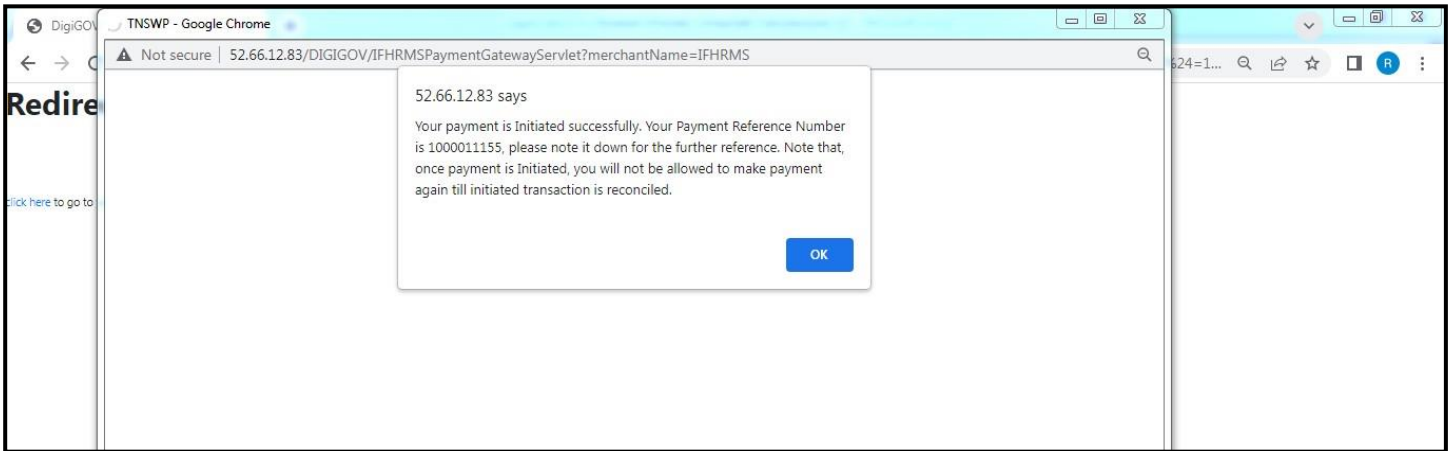 DigiGOV
TNSWP - Google Chrome
Not secure | 52.66.12.83/DIGIGOV/IFHRMSPaymentGatewayServlet?merchantName=IFHRMS
%24=1...
R
Redire
52.66.12.83 says
Your payment is Initiated successfully. Your Payment Reference Number
is 1000011155, please note it down for the further reference. Note that,
once payment is Initiated, you will not be allowed to make payment
again till initiated transaction is reconciled.
click here to go to
OK